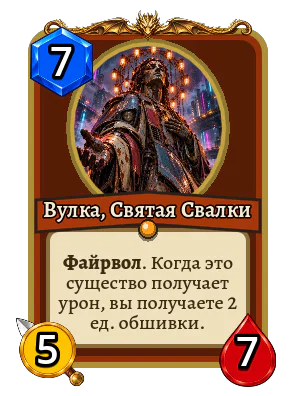 7
Вулка, Святая Свалки
Файрвол. Когда это
существо получает
урон, вы получаете 2
ед. обшивки.
5
7